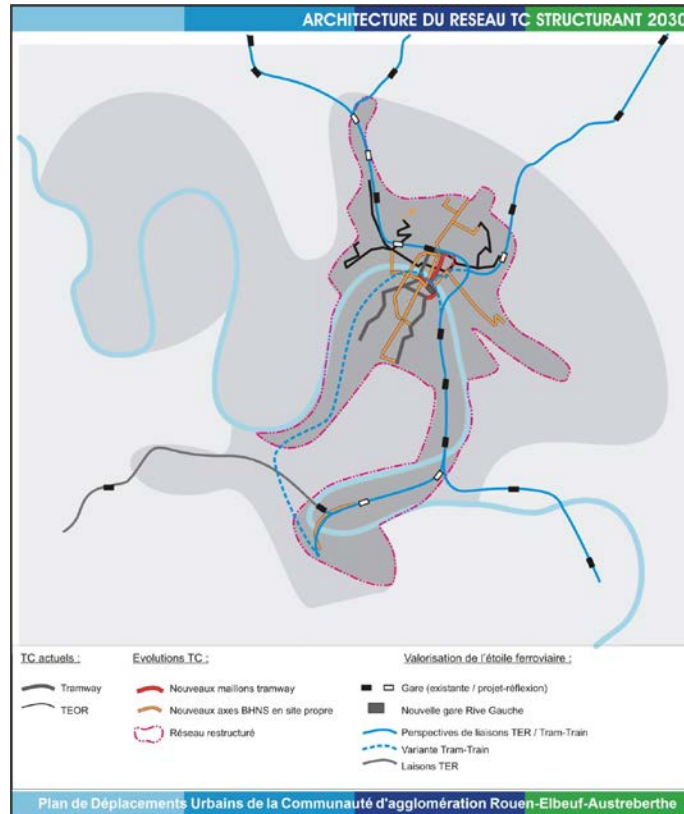 ARCHITECTURE DU RESEAU TC STRUCTURANT 2030
TC actuels :
Tramway
TEOR
Evolutions TC :
Nouveaux maillons tramway
Nouveaux axes BHNS en site propre
Réseau restructuré
Valorisation de l'étoile ferroviaire :
Gare (existante / projet-réflexion)
Nouvelle gare Rive Gauche
Perspectives de liaisons TER / Tram-Train
Variante Tram-Train
Laisons TER
Plan de Déplacements Urbains de la Communauté d'agglomération Rouen-Elbeuf-Austreberthe